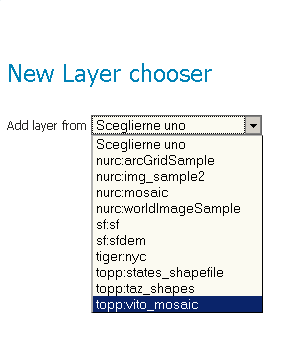 New Layer chooser
Add layer from Sceglierne uno
Sceglierne uno
nurc:arcGridSample
nurc:img_sample2
nurc:mosaic
nurc:worldImageSample
sf:sf
sf:sfdem
tiger:nyc
topp:states_shapefile
topp:taz_shapes
topp:vito_mosaic